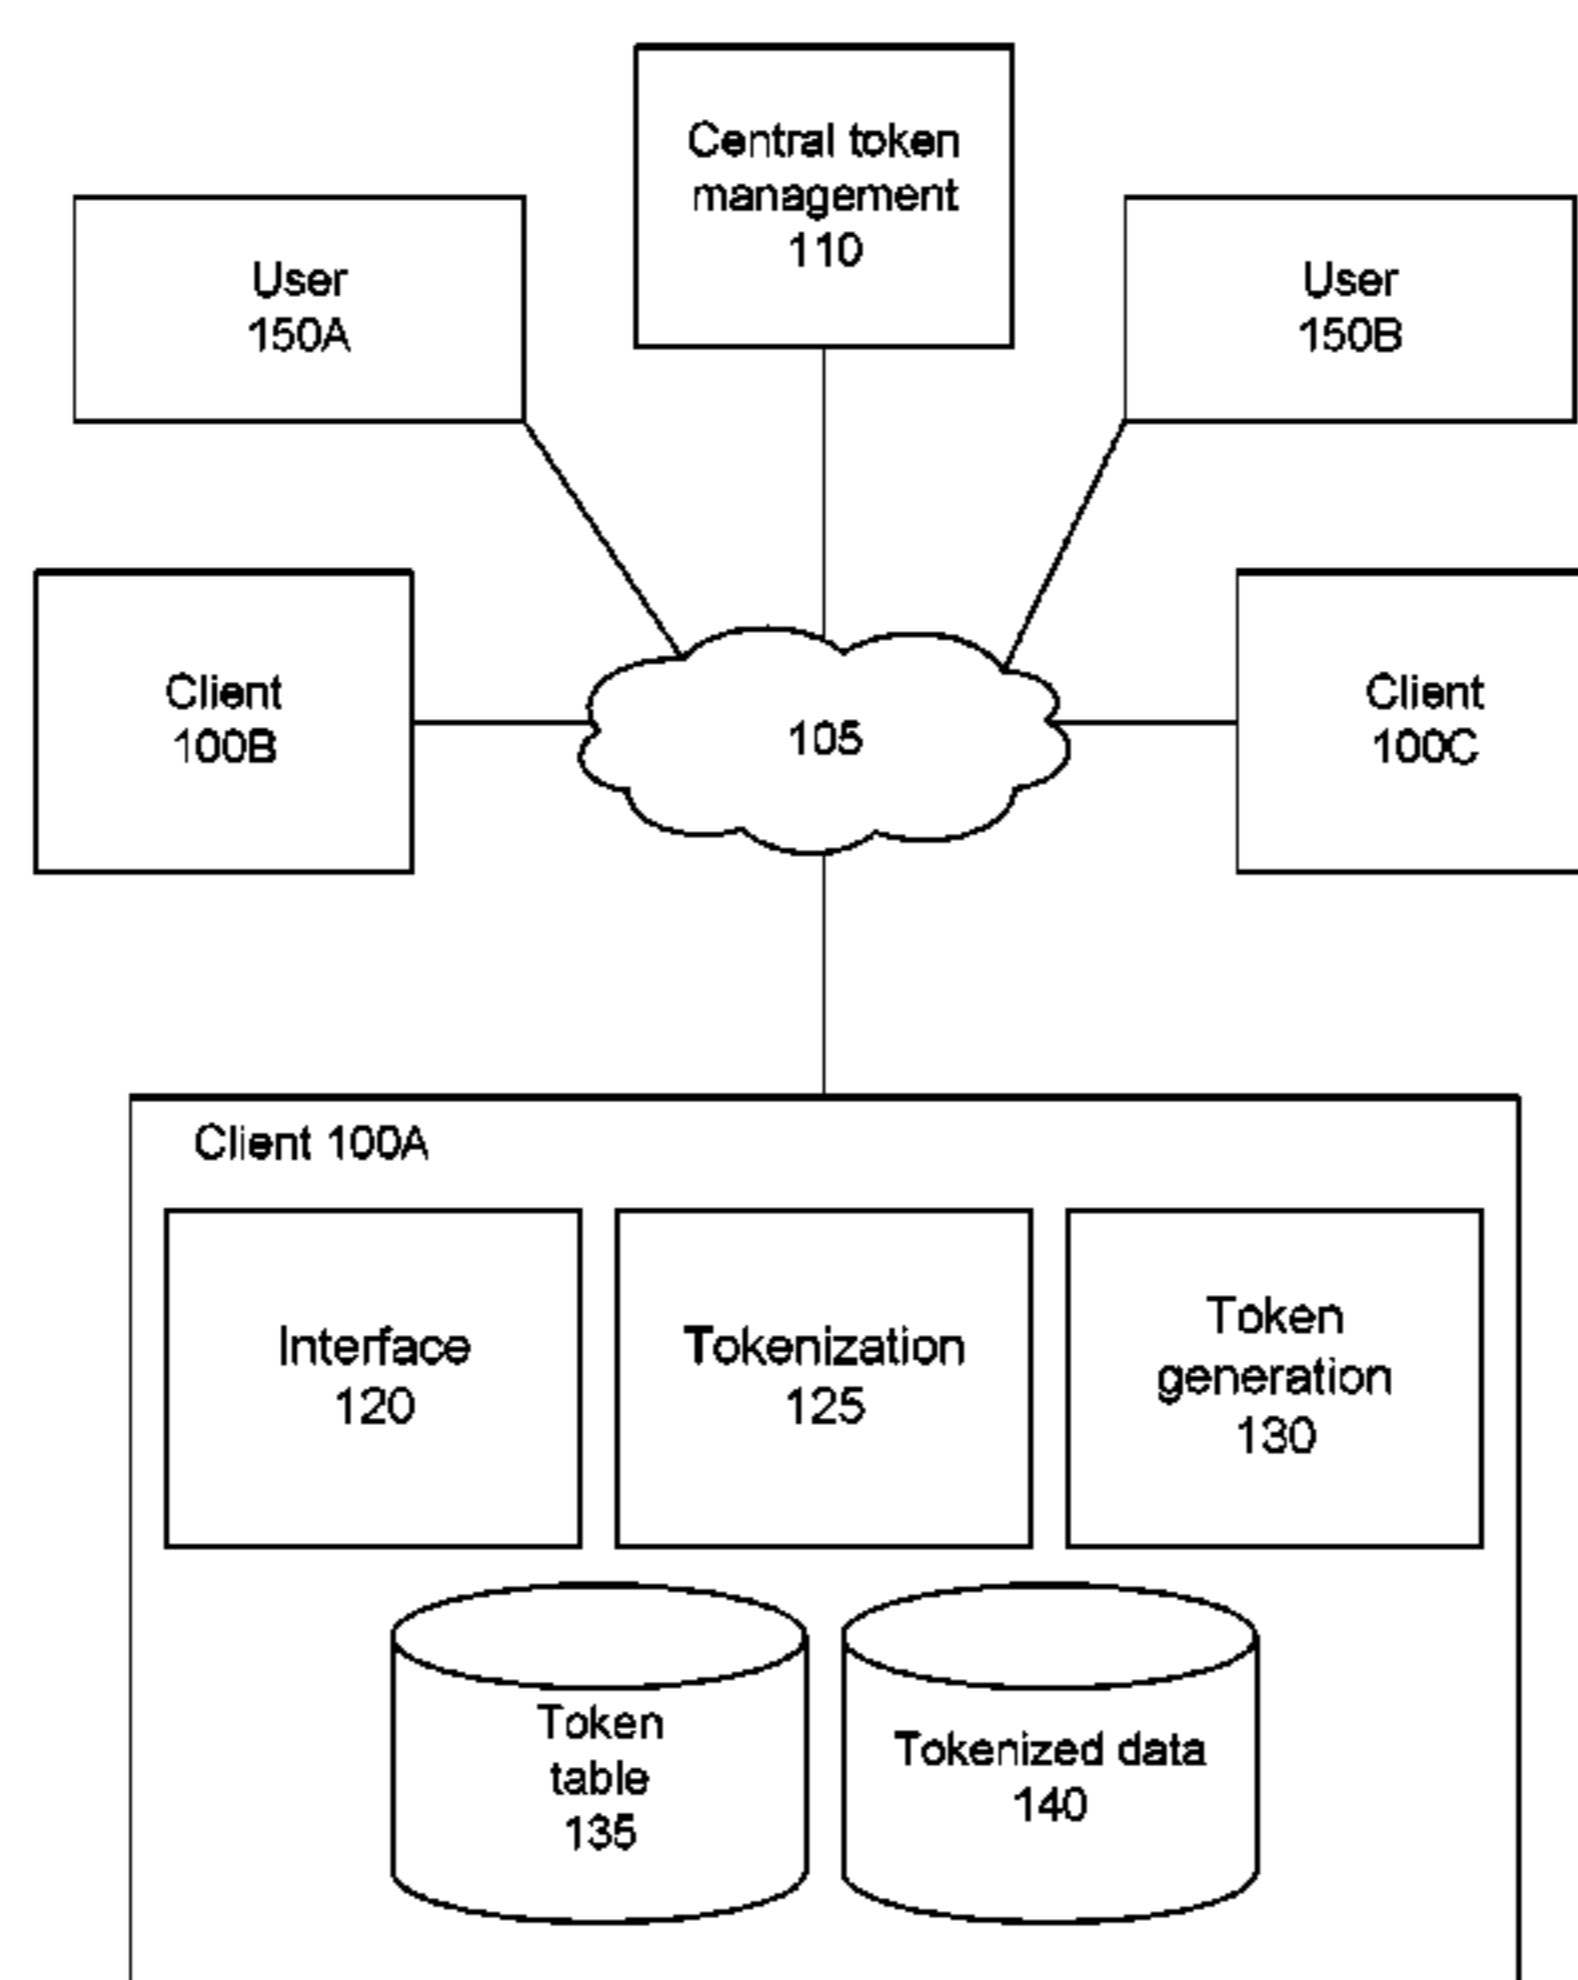 Central token
management
110
User
150A
User
150B
Client
100B
105
Client
100C
Client 100A
Interface
120
Tokenization
125
Token
generation
130
Token
table
135
Tokenized data
140